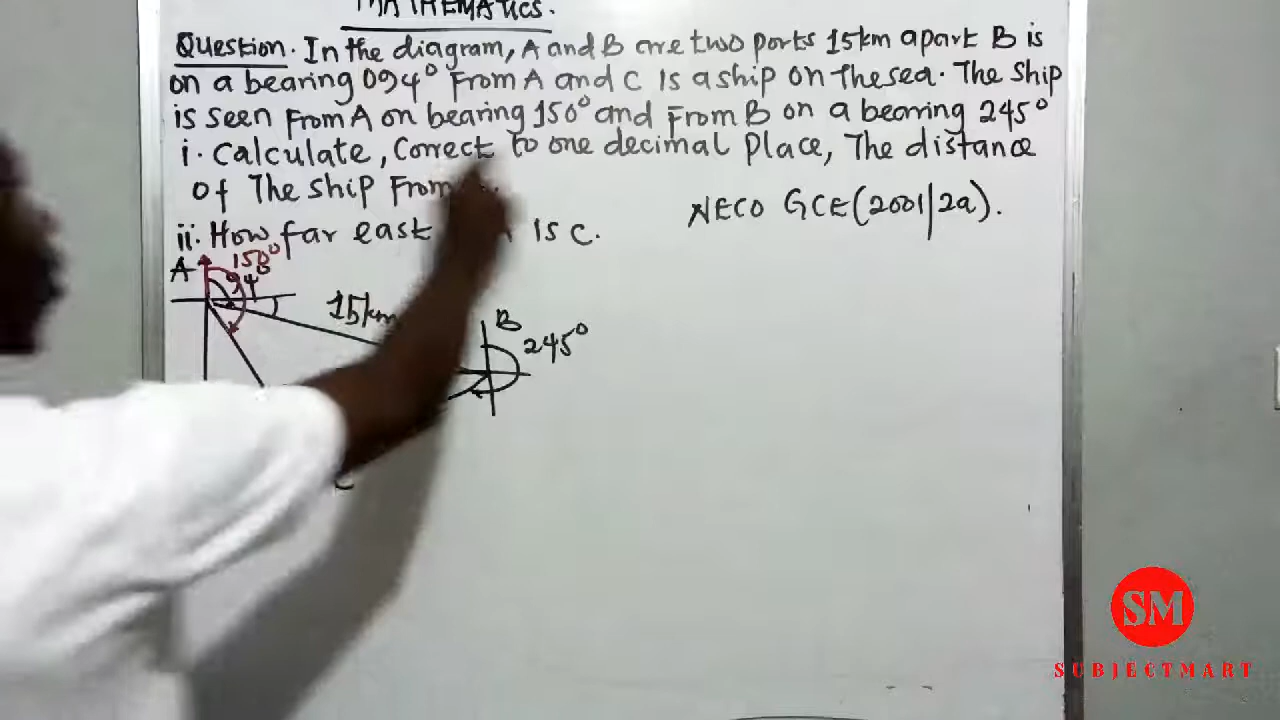 MATHEMATICS.
Question. In the diagram, A and B are two ports 15km apart B is
on a bearing 094° From A and C Is a ship on The sea. The Ship
is seen From A on bearing 150° and From B on a bearing 245°
i. Calculate, Correct to one decimal Place, The distance
of The Ship From
NECO GCE(2001/2a).
ii. How far east Is C.
150°
A 94°
15km
B
245°
C
SM
SUBJECTMART